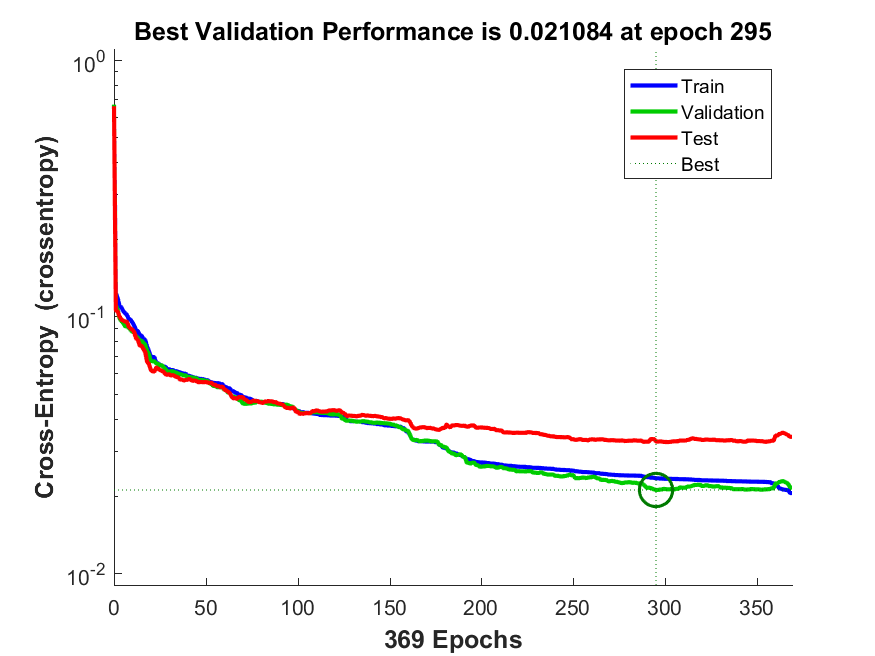 Best Validation Performance is 0.021084 at epoch 295
Cross-Entropy (crossentropy)
10^0
10^-1
10^-2
Train
Validation
Test
Best
0 50 100 150 200 250 300 350
369 Epochs